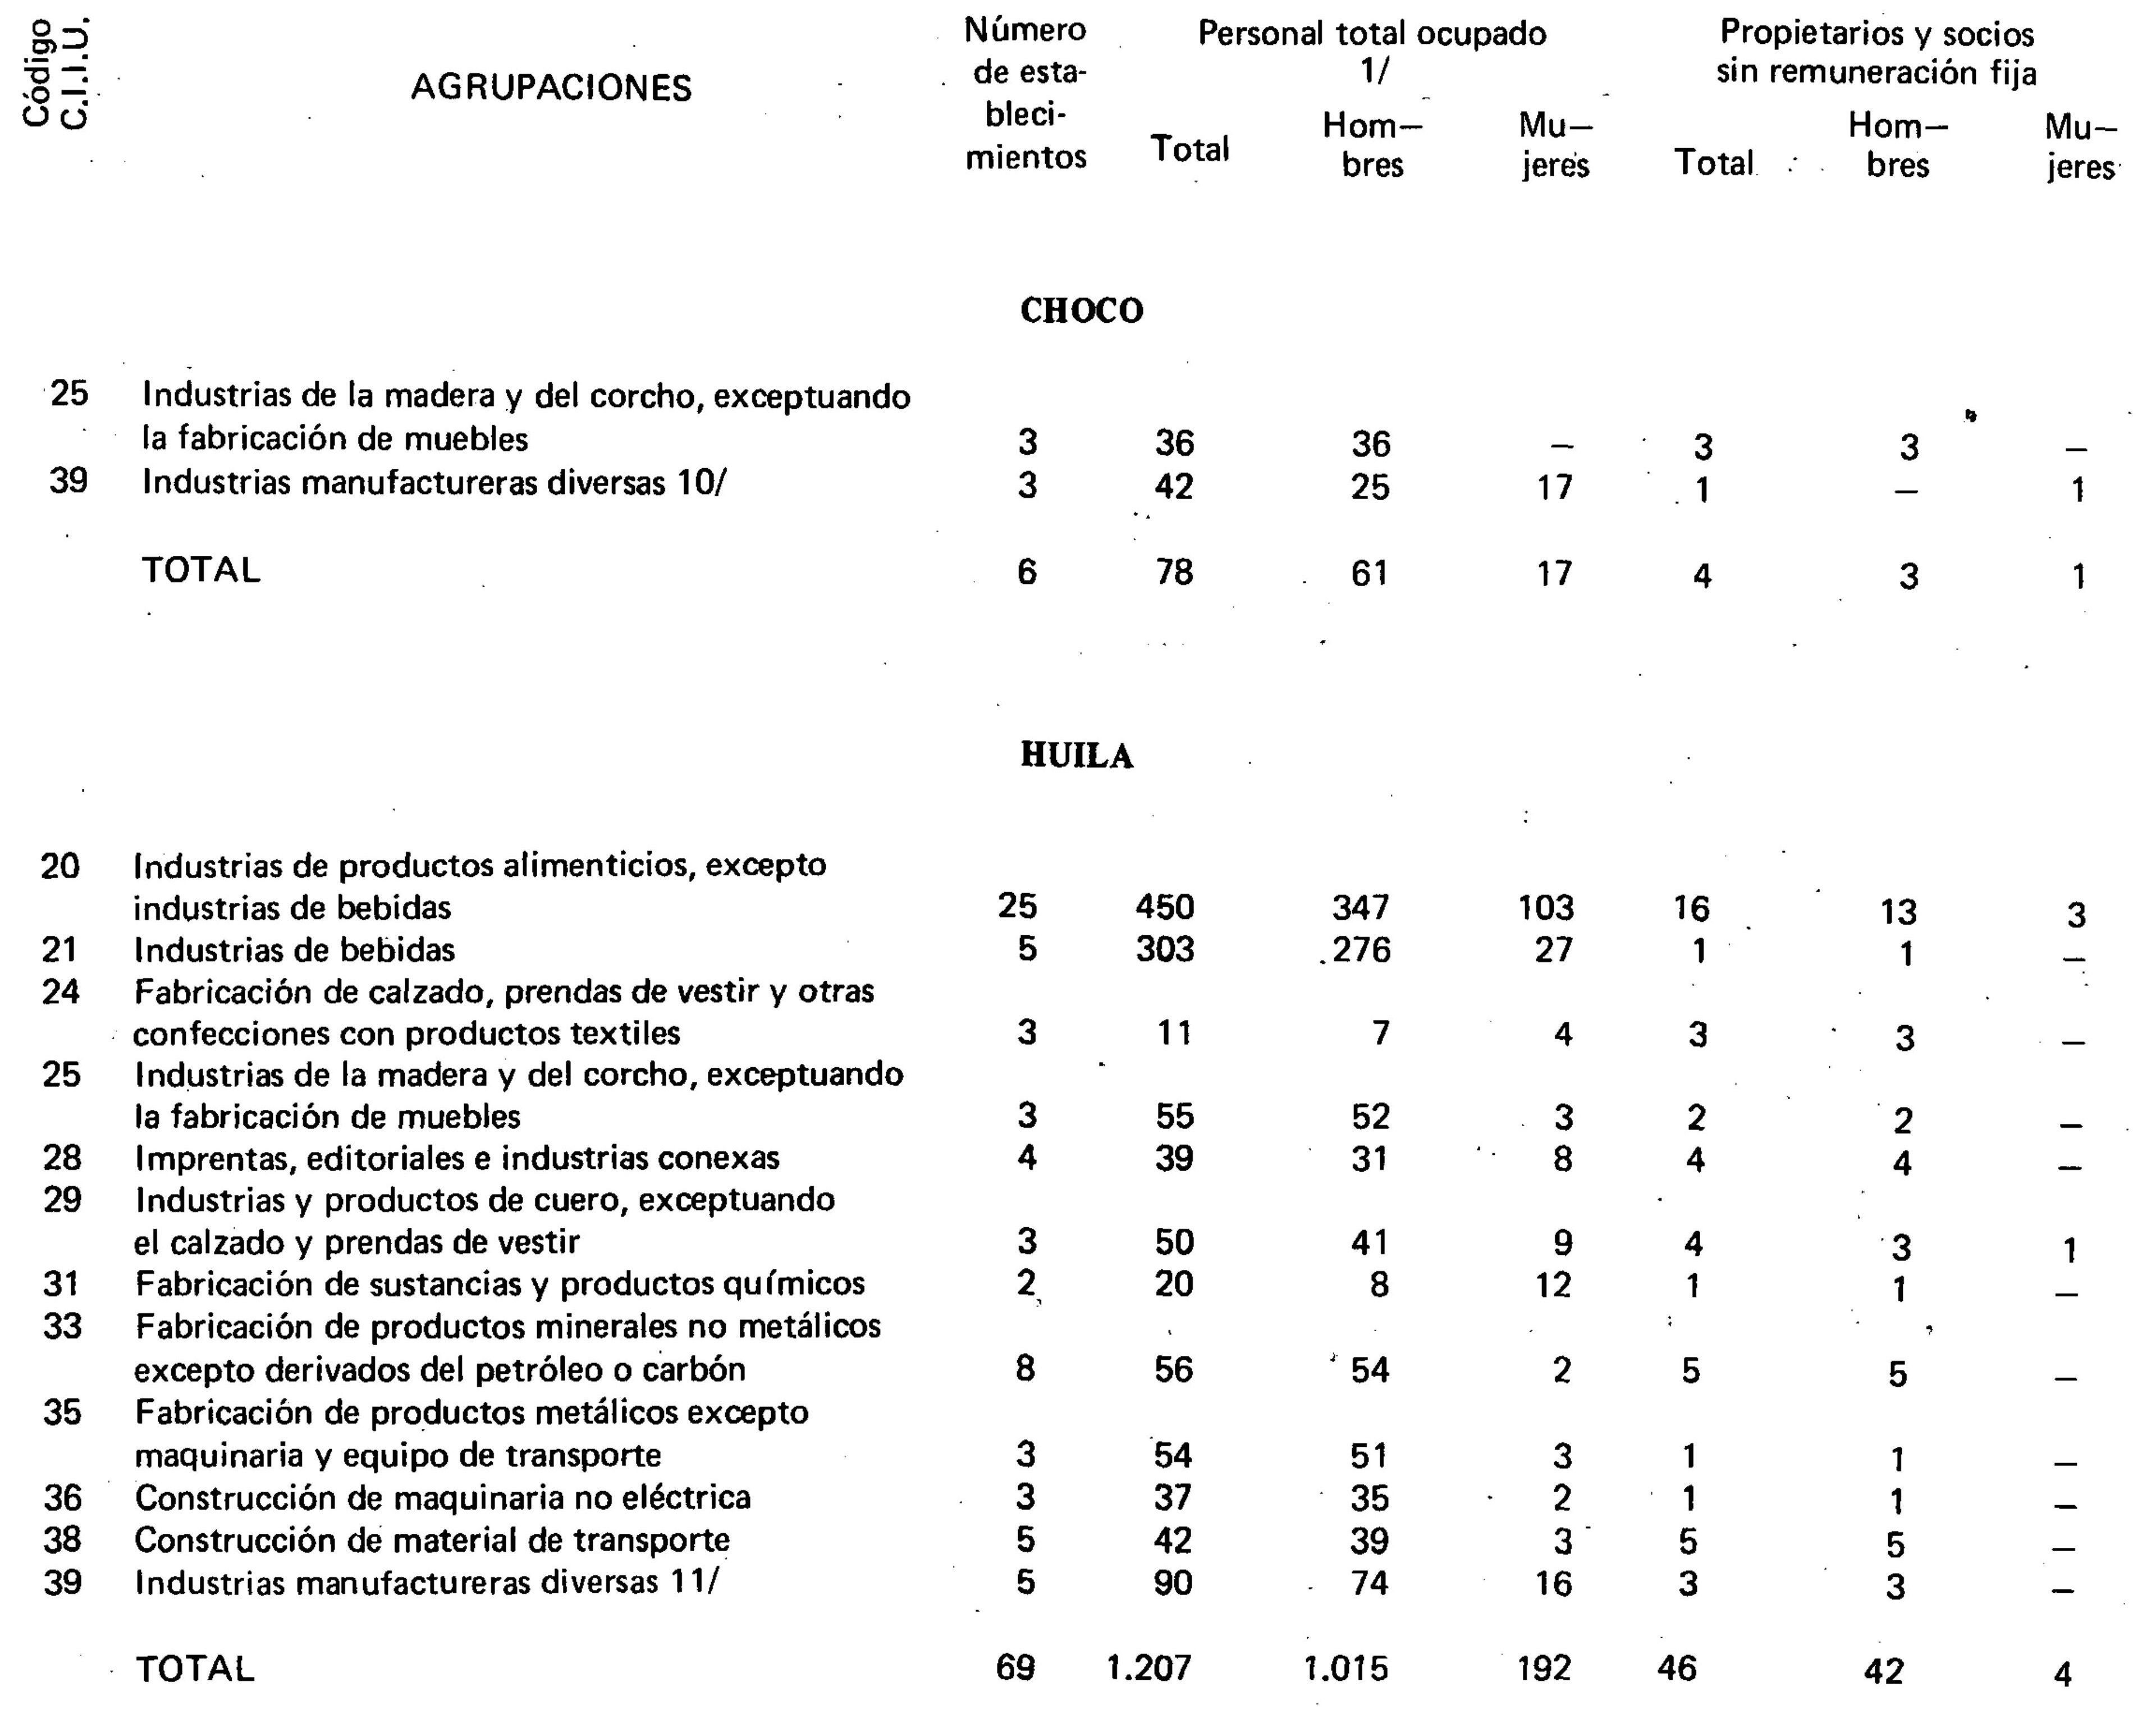 Código C.I.I.U.
AGRUPACIONES
Número de esta- bleci- mientos
Personal total ocupado 1/
Total Hom— bres Mu— jeres
Propietarios y socios sin remuneración fija
Total Hom— bres Mu— jeres
CHOCO
25 Industrias de la madera y del corcho, exceptuando
la fabricación de muebles 3 36 36 — 3 3 —
39 Industrias manufactureras diversas 10/ 3 42 25 17 1 — 1
TOTAL 6 78 61 17 4 3 1
HUILA
20 Industrias de productos alimenticios, excepto
industrias de bebidas 25 450 347 103 16 13 3
21 Industrias de bebidas 5 303 276 27 1 1 —
24 Fabricación de calzado, prendas de vestir y otras
confecciones con productos textiles 3 11 7 4 3 3 —
25 Industrias de la madera y del corcho, exceptuando
la fabricación de muebles 3 55 52 3 2 2 —
28 Imprentas, editoriales e industrias conexas 4 39 31 8 4 4 —
29 Industrias y productos de cuero, exceptuando
el calzado y prendas de vestir 3 50 41 9 4 3 1
31 Fabricación de sustancias y productos químicos 2 20 8 12 1 1 —
33 Fabricación de productos minerales no metálicos
excepto derivados del petróleo o carbón 8 56 54 2 5 5 —
35 Fabricación de productos metálicos excepto
maquinaria y equipo de transporte 3 54 51 3 1 1 —
36 Construcción de maquinaria no eléctrica 3 37 35 2 1 1 —
38 Construcción de material de transporte 5 42 39 3 5 5 —
39 Industrias manufactureras diversas 11/ 5 90 74 16 3 3 —
TOTAL 69 1.207 1.015 192 46 42 4